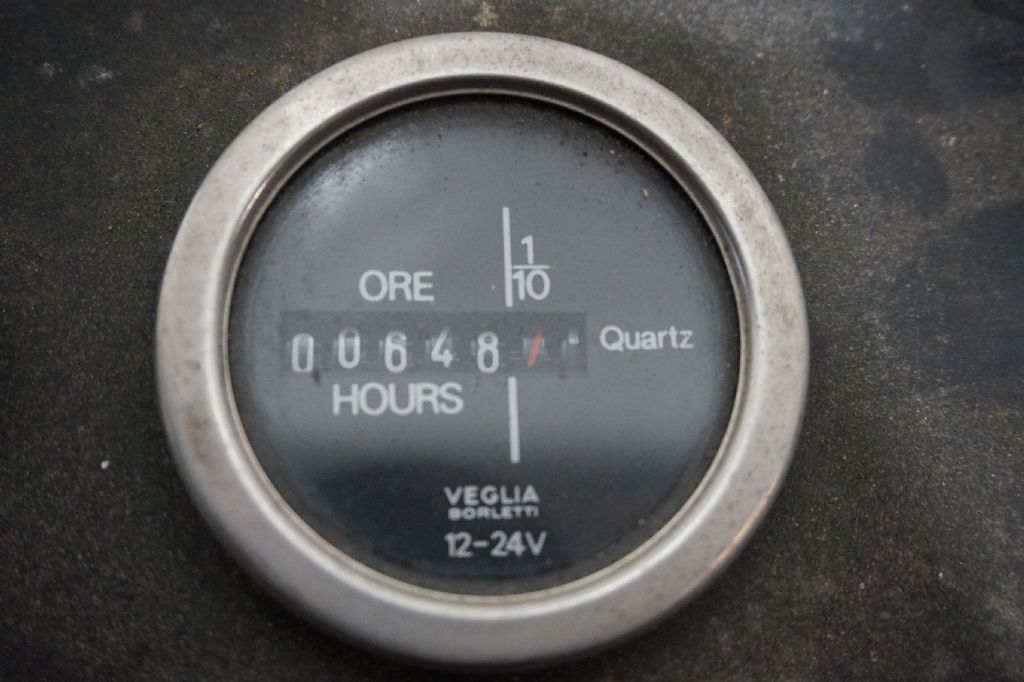 1
10
ORE
00648
Quartz
HOURS
VEGLIA
BORLETTI
12-24V